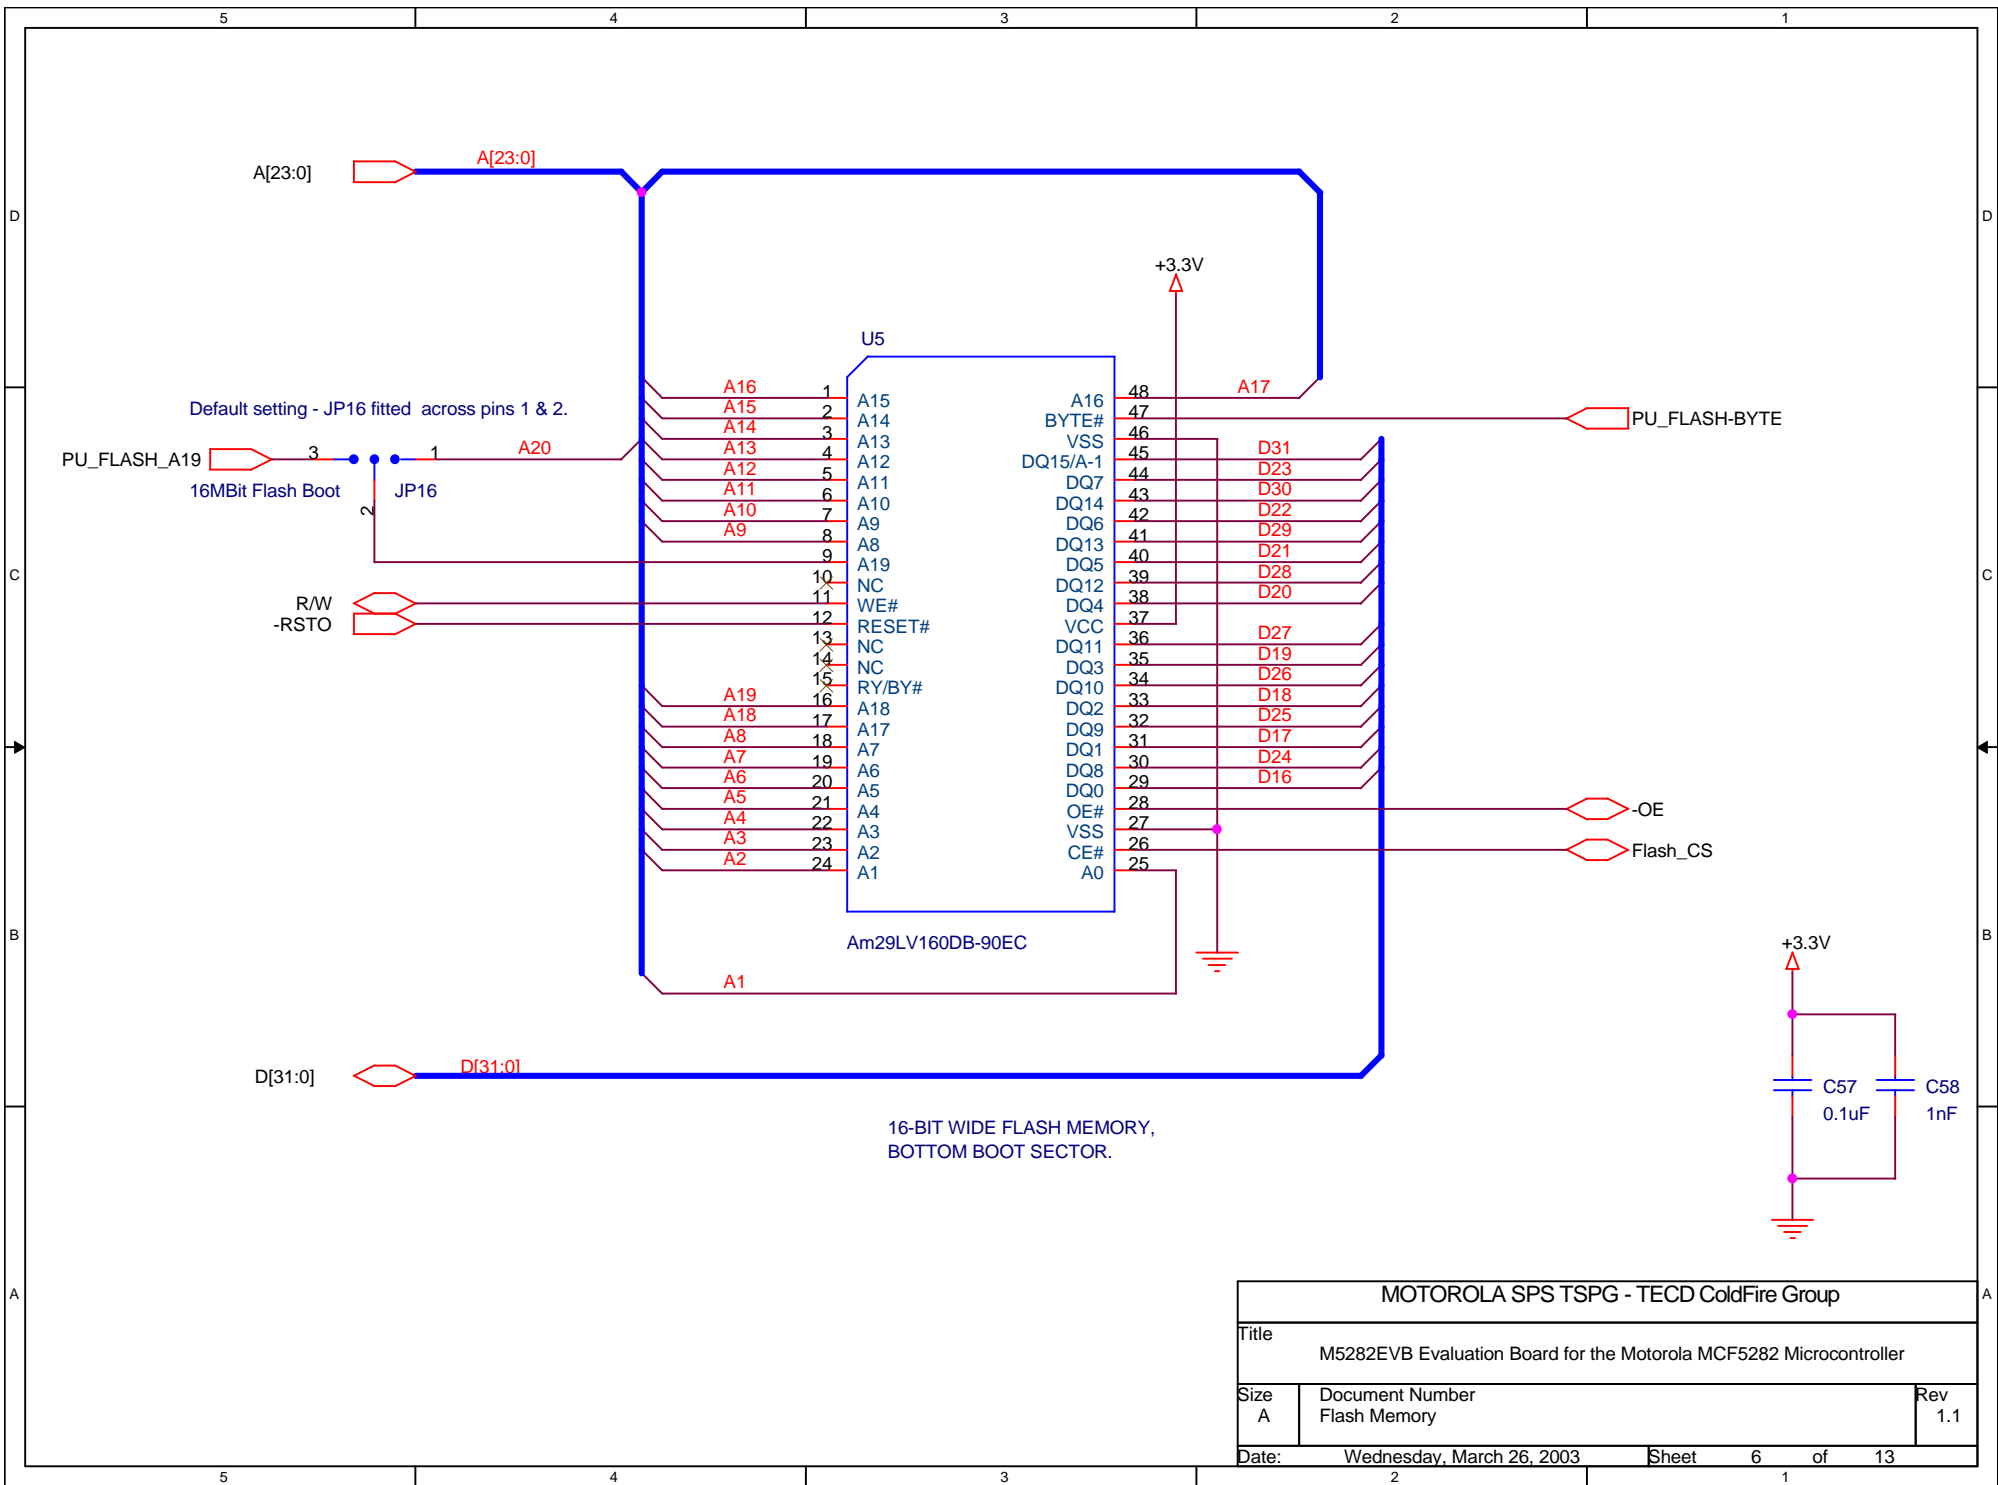 5 4 3 2 1
A[23:0] A[23:0]
D D
+3.3V
U5
Default setting - JP16 fitted across pins 1 & 2.
PU_FLASH_A19 3 1 A20
16MBit Flash Boot JP16
2
A16 1 A15
A15 2 A14
A14 3 A13
A13 4 A12
A12 5 A11
A11 6 A10
A10 7 A9
A9 8 A8
9 A19
10 NC
R/W 11 WE#
-RSTO 12 RESET#
13 NC
14 NC
15 RY/BY#
A19 16 A18
A18 17 A17
A8 18 A7
A7 19 A6
A6 20 A5
A5 21 A4
A4 22 A3
A3 23 A2
A2 24 A1
A16 48 A17
BYTE# 47 PU_FLASH-BYTE
VSS 46
DQ15/A-1 45 D31
DQ7 44 D23
DQ14 43 D30
DQ6 42 D22
DQ13 41 D29
DQ5 40 D21
DQ12 39 D28
DQ4 38 D20
VCC 37
DQ11 36 D27
DQ3 35 D19
DQ10 34 D26
DQ2 33 D18
DQ9 32 D25
DQ1 31 D17
DQ8 30 D24
DQ0 29 D16
OE# 28 -OE
VSS 27
CE# 26 Flash_CS
A0 25
C C
B B
Am29LV160DB-90EC
A1
+3.3V
D[31:0] D[31:0]
C57 C58
0.1uF 1nF
16-BIT WIDE FLASH MEMORY,
BOTTOM BOOT SECTOR.
A A
MOTOROLA SPS TSPG - TECD ColdFire Group
Title
M5282EVB Evaluation Board for the Motorola MCF5282 Microcontroller
Size Document Number Rev
A Flash Memory 1.1
Date: Wednesday, March 26, 2003 Sheet 6 of 13
5 4 3 2 1